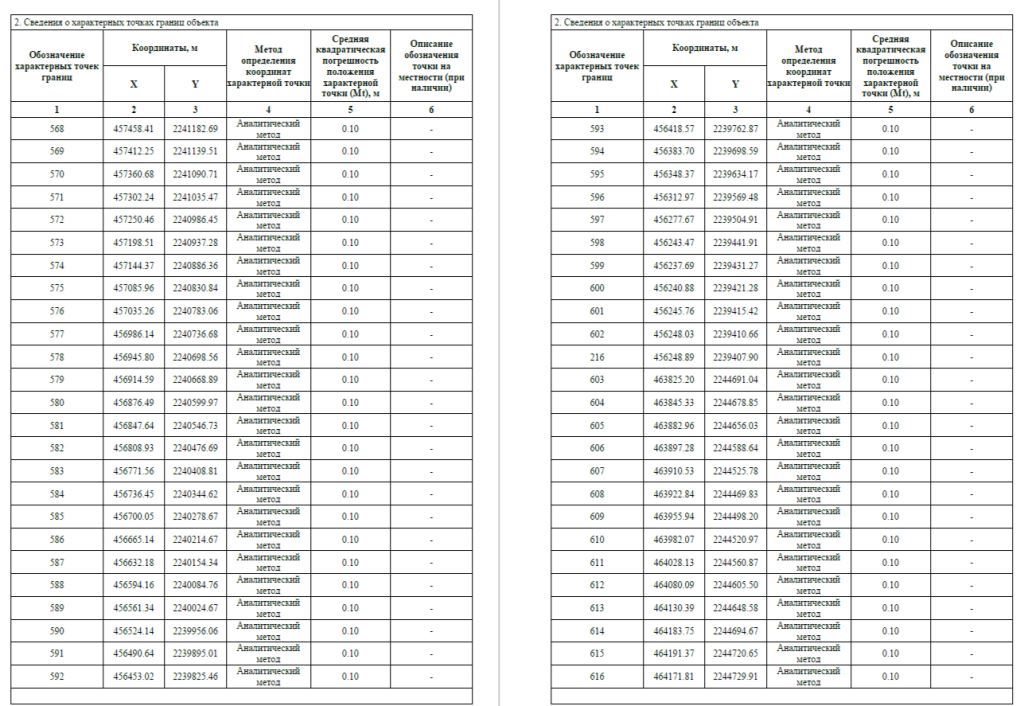 2. Сведения о характерных точках границ объекта
Обозначение характерных точек границ | Координаты, м | Метод определения координат характерной точки | Средняя квадратическая погрешность положения характерной точки (Mt), м | Описание обозначения точки на местности (при наличии)
X | Y
1 | 2 | 3 | 4 | 5 | 6
568 | 457458.41 | 2241182.69 | Аналитический метод | 0.10 | -
569 | 457412.25 | 2241139.51 | Аналитический метод | 0.10 | -
570 | 457360.68 | 2241090.71 | Аналитический метод | 0.10 | -
571 | 457302.24 | 2241035.47 | Аналитический метод | 0.10 | -
572 | 457250.46 | 2240986.45 | Аналитический метод | 0.10 | -
573 | 457198.51 | 2240937.28 | Аналитический метод | 0.10 | -
574 | 457144.37 | 2240886.36 | Аналитический метод | 0.10 | -
575 | 457085.96 | 2240830.84 | Аналитический метод | 0.10 | -
576 | 457035.26 | 2240783.06 | Аналитический метод | 0.10 | -
577 | 456986.14 | 2240736.68 | Аналитический метод | 0.10 | -
578 | 456945.80 | 2240698.56 | Аналитический метод | 0.10 | -
579 | 456914.59 | 2240668.89 | Аналитический метод | 0.10 | -
580 | 456876.49 | 2240599.97 | Аналитический метод | 0.10 | -
581 | 456847.64 | 2240546.73 | Аналитический метод | 0.10 | -
582 | 456808.93 | 2240476.69 | Аналитический метод | 0.10 | -
583 | 456771.56 | 2240408.81 | Аналитический метод | 0.10 | -
584 | 456736.45 | 2240344.62 | Аналитический метод | 0.10 | -
585 | 456700.05 | 2240278.67 | Аналитический метод | 0.10 | -
586 | 456665.14 | 2240214.67 | Аналитический метод | 0.10 | -
587 | 456632.18 | 2240154.34 | Аналитический метод | 0.10 | -
588 | 456594.16 | 2240084.76 | Аналитический метод | 0.10 | -
589 | 456561.34 | 2240024.67 | Аналитический метод | 0.10 | -
590 | 456524.14 | 2239956.06 | Аналитический метод | 0.10 | -
591 | 456490.64 | 2239895.01 | Аналитический метод | 0.10 | -
592 | 456453.02 | 2239825.46 | Аналитический метод | 0.10 | -
2. Сведения о характерных точках границ объекта
Обозначение характерных точек границ | Координаты, м | Метод определения координат характерной точки | Средняя квадратическая погрешность положения характерной точки (Mt), м | Описание обозначения точки на местности (при наличии)
X | Y
1 | 2 | 3 | 4 | 5 | 6
593 | 456418.57 | 2239762.87 | Аналитический метод | 0.10 | -
594 | 456383.70 | 2239698.59 | Аналитический метод | 0.10 | -
595 | 456348.37 | 2239634.17 | Аналитический метод | 0.10 | -
596 | 456312.97 | 2239569.48 | Аналитический метод | 0.10 | -
597 | 456277.67 | 2239504.91 | Аналитический метод | 0.10 | -
598 | 456243.47 | 2239441.91 | Аналитический метод | 0.10 | -
599 | 456237.69 | 2239431.27 | Аналитический метод | 0.10 | -
600 | 456240.88 | 2239421.28 | Аналитический метод | 0.10 | -
601 | 456245.76 | 2239415.42 | Аналитический метод | 0.10 | -
602 | 456248.03 | 2239410.66 | Аналитический метод | 0.10 | -
216 | 456248.89 | 2239407.90 | Аналитический метод | 0.10 | -
603 | 463825.20 | 2244691.04 | Аналитический метод | 0.10 | -
604 | 463845.33 | 2244678.85 | Аналитический метод | 0.10 | -
605 | 463882.96 | 2244656.03 | Аналитический метод | 0.10 | -
606 | 463897.28 | 2244588.64 | Аналитический метод | 0.10 | -
607 | 463910.53 | 2244525.78 | Аналитический метод | 0.10 | -
608 | 463922.84 | 2244469.83 | Аналитический метод | 0.10 | -
609 | 463955.94 | 2244498.20 | Аналитический метод | 0.10 | -
610 | 463982.07 | 2244520.97 | Аналитический метод | 0.10 | -
611 | 464028.13 | 2244560.87 | Аналитический метод | 0.10 | -
612 | 464080.09 | 2244605.50 | Аналитический метод | 0.10 | -
613 | 464130.39 | 2244648.58 | Аналитический метод | 0.10 | -
614 | 464183.75 | 2244694.67 | Аналитический метод | 0.10 | -
615 | 464191.37 | 2244720.65 | Аналитический метод | 0.10 | -
616 | 464171.81 | 2244729.91 | Аналитический метод | 0.10 | -